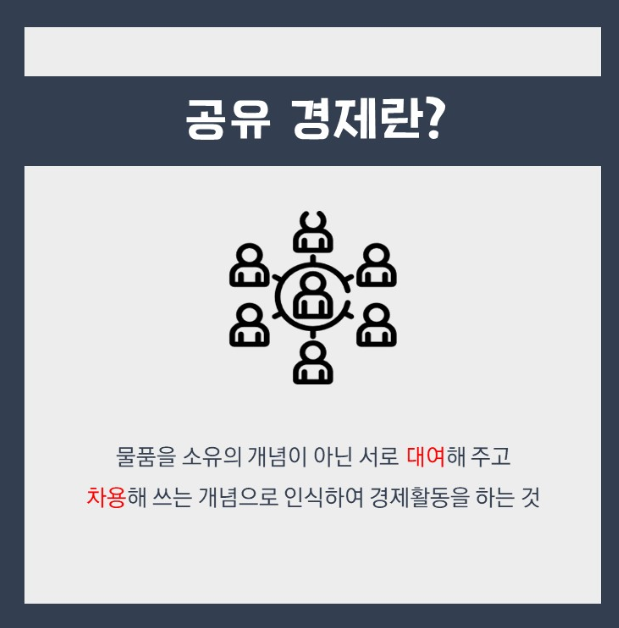 공유 경제란?
물품을 소유의 개념이 아닌 서로 대여해 주고
차용해 쓰는 개념으로 인식하여 경제활동을 하는 것